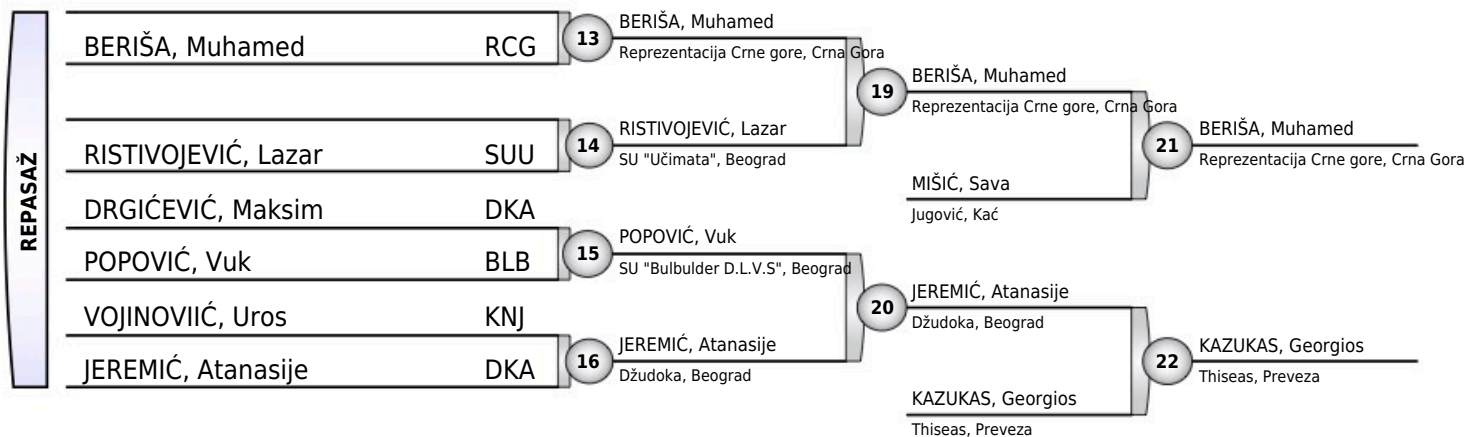 REPASAŽ
BERIŠA, Muhamed RCG
RISTIVOJEVIĆ, Lazar SUU
DRGIĆEVIĆ, Maksim DKA
POPOVIĆ, Vuk BLB
VOJINOVIIĆ, Uros KNJ
JEREMIĆ, Atanasije DKA
13
BERIŠA, Muhamed
Reprezentacija Crne gore, Crna Gora
14
RISTIVOJEVIĆ, Lazar
SU "Učimata", Beograd
15
POPOVIĆ, Vuk
SU "Bulbulder D.L.V.S", Beograd
16
JEREMIĆ, Atanasije
Džudoka, Beograd
19
BERIŠA, Muhamed
Reprezentacija Crne gore, Crna Gora
MIŠIĆ, Sava
Jugović, Kać
20
JEREMIĆ, Atanasije
Džudoka, Beograd
KAZUKAS, Georgios
Thiseas, Preveza
21
BERIŠA, Muhamed
Reprezentacija Crne gore, Crna Gora
22
KAZUKAS, Georgios
Thiseas, Preveza